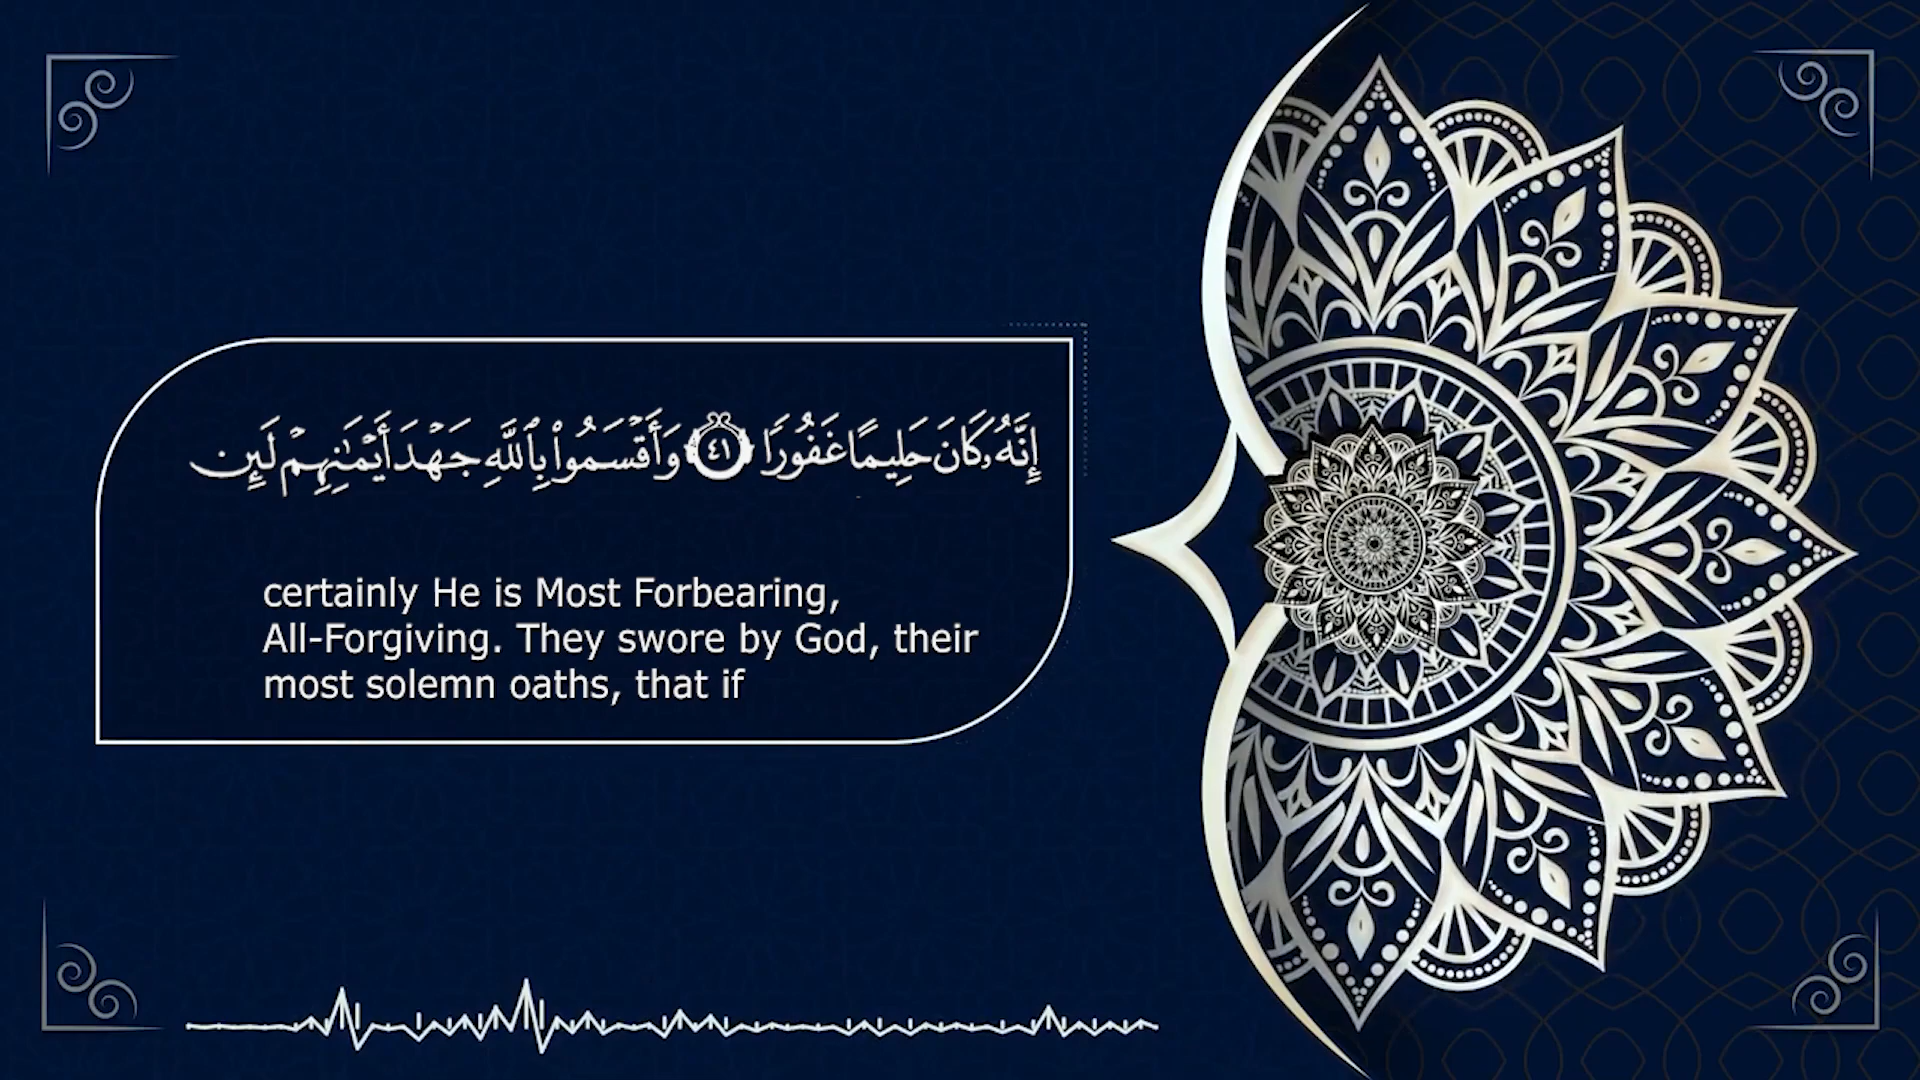 إِنَّهُۥ كَانَ حَلِيمًا غَفُورًا ٤١ وَأَقْسَمُوا۟ بِٱللَّهِ جَهْدَ أَيْمَـٰنِهِمْ لَئِن
certainly He is Most Forbearing,
All-Forgiving. They swore by God, their
most solemn oaths, that if